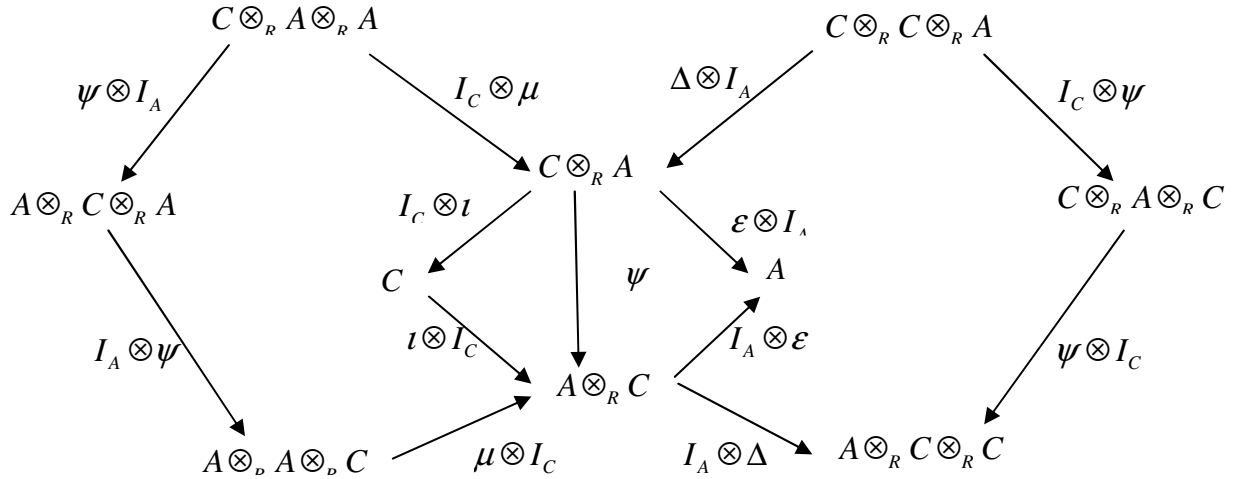 C ⊗_R A ⊗_R A
C ⊗_R C ⊗_R A
ψ ⊗ I_A
I_C ⊗ μ
Δ ⊗ I_A
I_C ⊗ ψ
C ⊗_R A
A ⊗_R C ⊗_R A
C ⊗_R A ⊗_R C
I_C ⊗ ι
ε ⊗ I_A
C
ψ
A
I_A ⊗ ψ
ι ⊗ I_C
I_A ⊗ ε
ψ ⊗ I_C
A ⊗_R C
A ⊗_R A ⊗_R C
μ ⊗ I_C
I_A ⊗ Δ
A ⊗_R C ⊗_R C